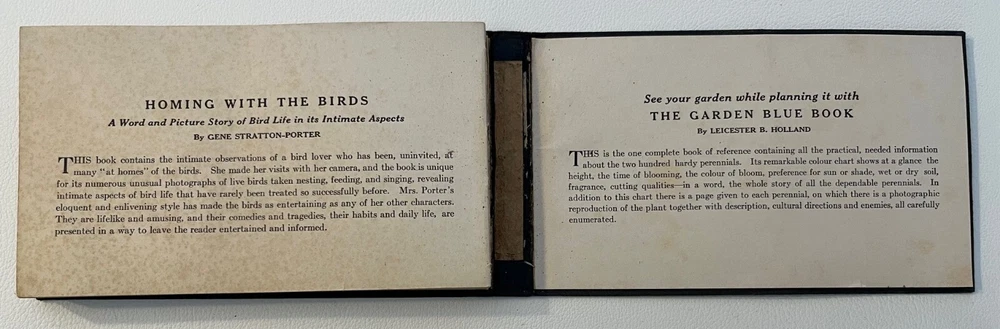 HOMING WITH THE BIRDS
A Word and Picture Story of Bird Life in its Intimate Aspects
By GENE STRATTON-PORTER
THIS book contains the intimate observations of a bird lover who has been, uninvited, at
many "at homes" of the birds. She made her visits with her camera, and the book is unique
for its numerous unusual photographs of live birds taken nesting, feeding, and singing, revealing
intimate aspects of bird life that have rarely been treated so successfully before. Mrs. Porter's
eloquent and enlivening style has made the birds as entertaining as any of her other characters.
They are lifelike and amusing, and their comedies and tragedies, their habits and daily life, are
presented in a way to leave the reader entertained and informed.
See your garden while planning it with
THE GARDEN BLUE BOOK
By LEICESTER B. HOLLAND
THIS is the one complete book of reference containing all the practical, needed information
about the two hundred hardy perennials. Its remarkable colour chart shows at a glance the
height, the time of blooming, the colour of bloom, preference for sun or shade, wet or dry soil,
fragrance, cutting qualities—in a word, the whole story of all the dependable perennials. In
addition to this chart there is a page given to each perennial, on which there is a photographic
reproduction of the plant together with description, cultural directions and enemies, all carefully
enumerated.